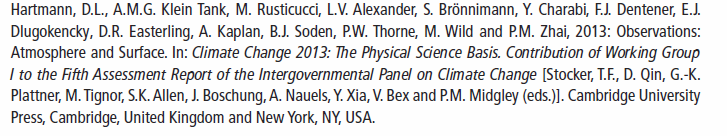 Hartmann, D.L., A.M.G. Klein Tank, M. Rusticucci, L.V. Alexander, S. Brönnimann, Y. Charabi, F.J. Dentener, E.J.
Dlugokencky, D.R. Easterling, A. Kaplan, B.J. Soden, P.W. Thorne, M. Wild and P.M. Zhai, 2013: Observations:
Atmosphere and Surface. In: Climate Change 2013: The Physical Science Basis. Contribution of Working Group
I to the Fifth Assessment Report of the Intergovernmental Panel on Climate Change [Stocker, T.F., D. Qin, G.-K.
Plattner, M. Tignor, S.K. Allen, J. Boschung, A. Nauels, Y. Xia, V. Bex and P.M. Midgley (eds.)]. Cambridge University
Press, Cambridge, United Kingdom and New York, NY, USA.